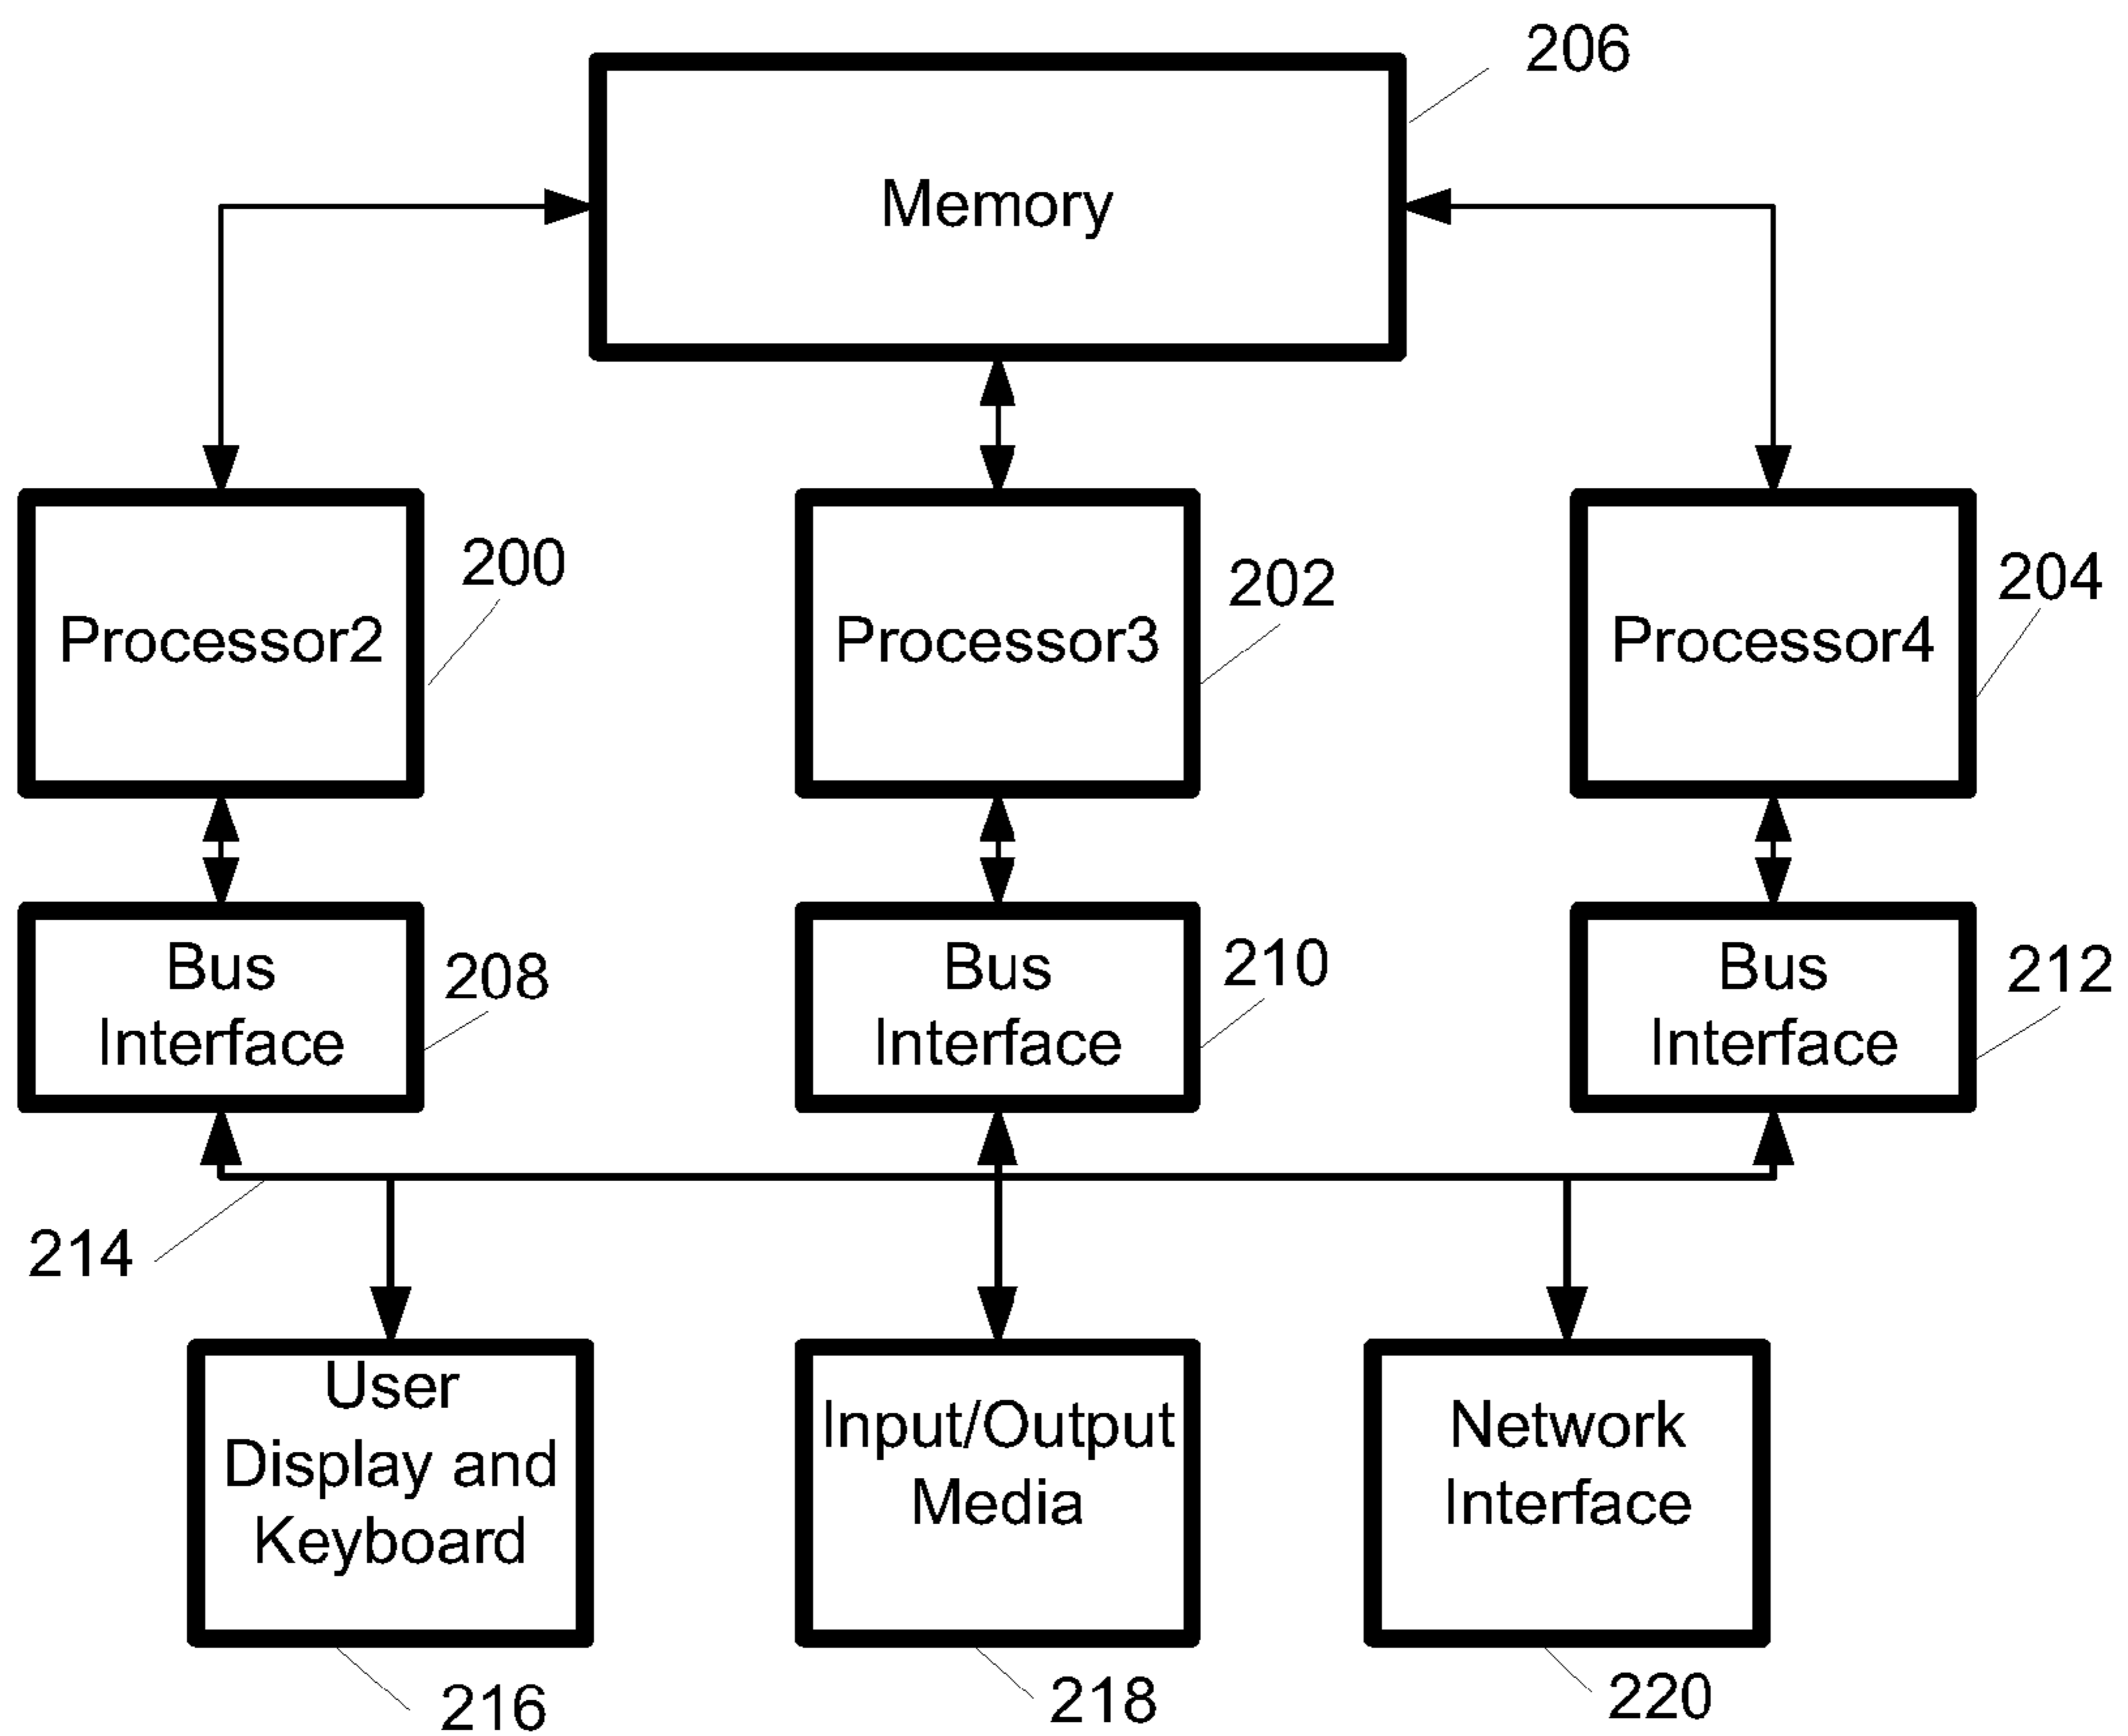 206
Memory
200
202
204
Processor2
Processor3
Processor4
Bus
Interface
208
Bus
Interface
210
Bus
Interface
212
214
User
Display and
Keyboard
Input/Output
Media
Network
Interface
216
218
220